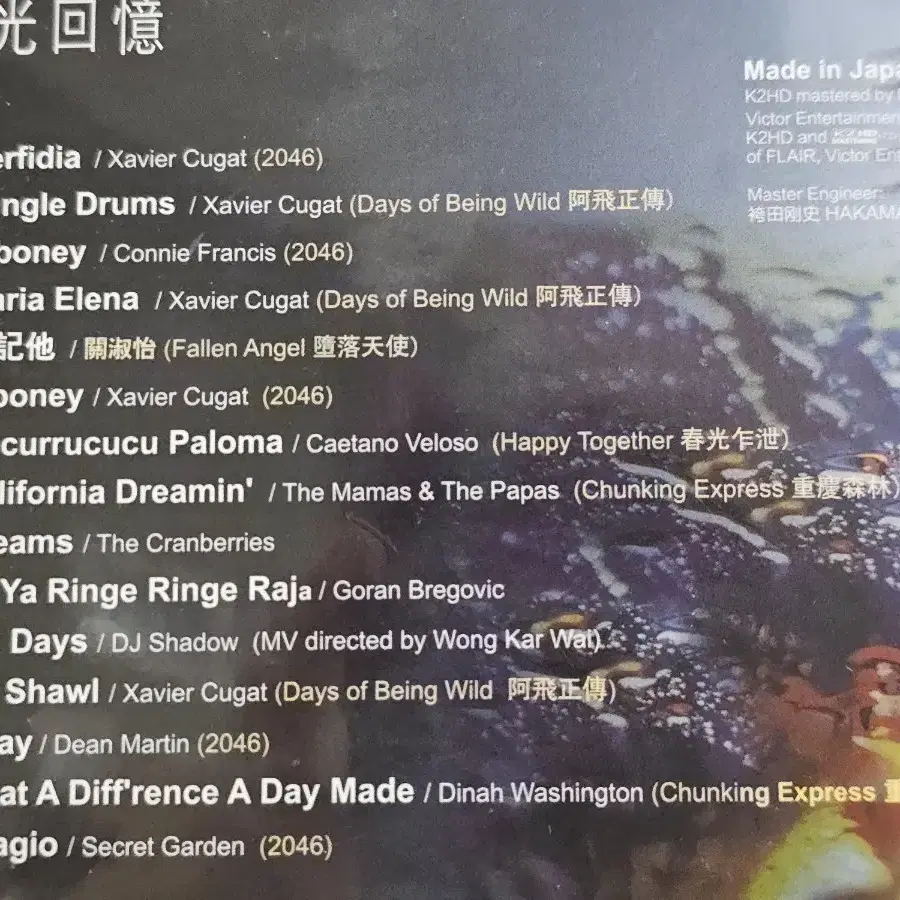 光回憶
Made in Japa
K2HD mastered by
Victor Entertainmen
K2HD and K2HD
of FLAIR, Victor Ent
Master Engineer:
袴田剛史 HAKAMA
erfidia / Xavier Cugat (2046)
ngle Drums / Xavier Cugat (Days of Being Wild 阿飛正傳)
boney / Connie Francis (2046)
aria Elena / Xavier Cugat (Days of Being Wild 阿飛正傳)
記他 / 關淑怡 (Fallen Angel 墮落天使)
boney / Xavier Cugat (2046)
currucucu Paloma / Caetano Veloso (Happy Together 春光乍泄)
lifornia Dreamin' / The Mamas & The Papas (Chunking Express 重慶森林)
eams / The Cranberries
Ya Ringe Ringe Raja / Goran Bregovic
Days / DJ Shadow (MV directed by Wong Kar Wai)
Shawl / Xavier Cugat (Days of Being Wild 阿飛正傳)
ay / Dean Martin (2046)
at A Diff'rence A Day Made / Dinah Washington (Chunking Express 重
agio / Secret Garden (2046)